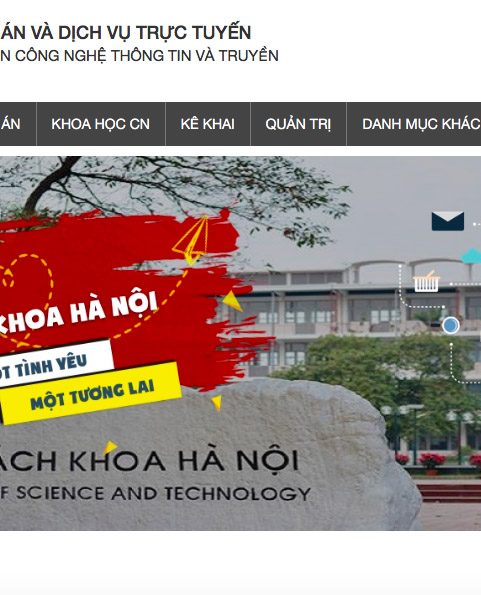 ÁN VÀ DỊCH VỤ TRỰC TUYẾN
N CÔNG NGHỆ THÔNG TIN VÀ TRUYỀN
ÁN KHOA HỌC CN KÊ KHAI QUẢN TRỊ DANH MỤC KHÁC
KHOA HÀ NỘI
ỘT TÌNH YÊU
MỘT TƯƠNG LAI
ÁCH KHOA HÀ NỘI
F SCIENCE AND TECHNOLOGY